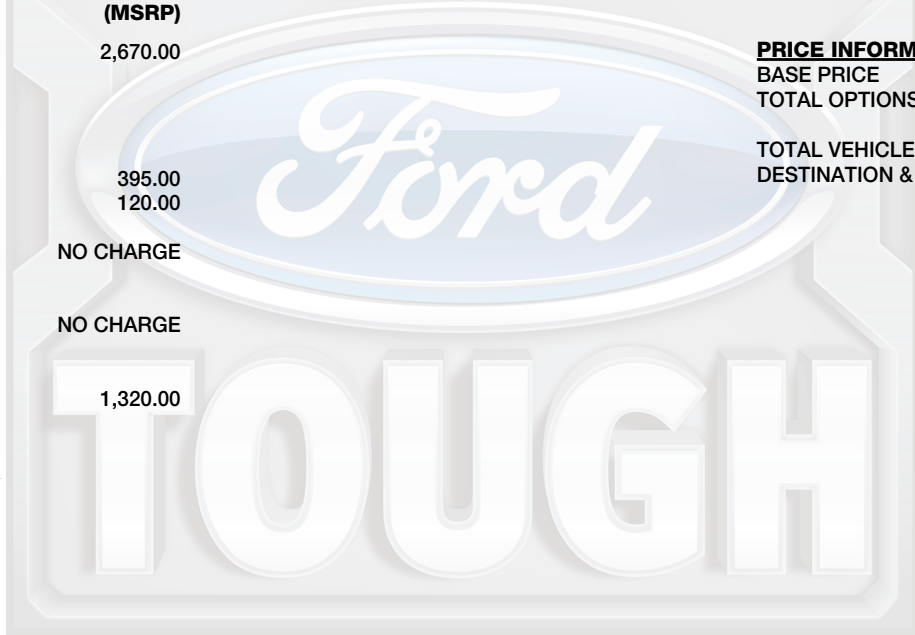 (MSRP)
2,670.00
395.00
120.00
NO CHARGE
NO CHARGE
1,320.00
PRICE INFORM
BASE PRICE
TOTAL OPTIONS
TOTAL VEHICLE
DESTINATION &
Ford
TOUGH